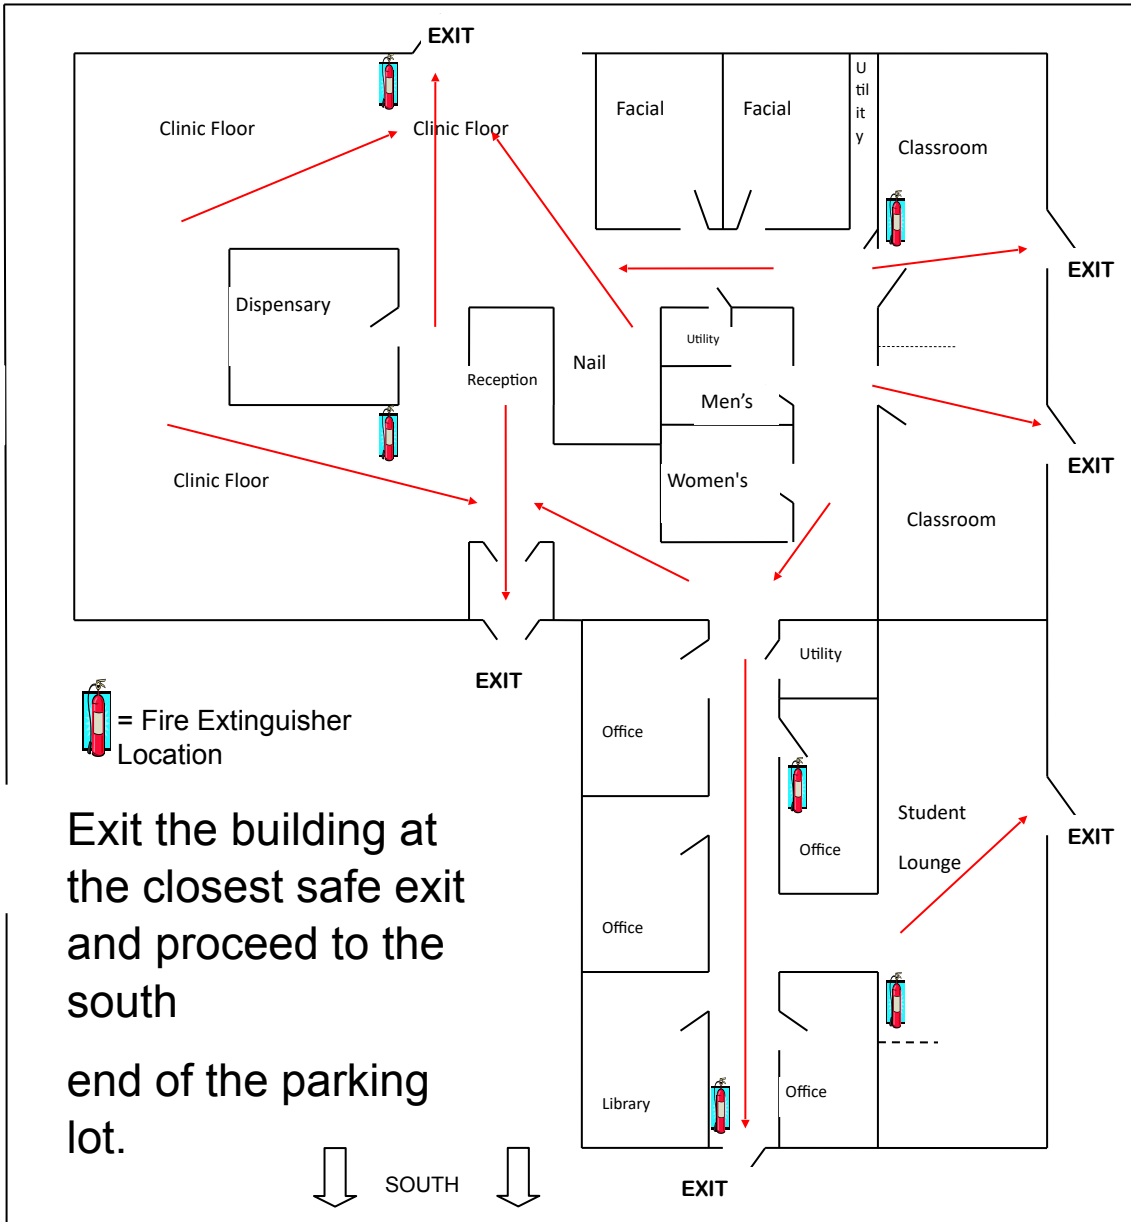 EXIT
Clinic Floor
Clinic Floor
Facial
Facial
U
til
it
y
Classroom
EXIT
Dispensary
Utility
Nail
Reception
Men’s
EXIT
Clinic Floor
Women's
Classroom
EXIT
Utility
= Fire Extinguisher
Location
Office
Exit the building at
the closest safe exit
and proceed to the
south
end of the parking
lot.
Student
Lounge
EXIT
Office
Office
Library
Office
SOUTH
EXIT